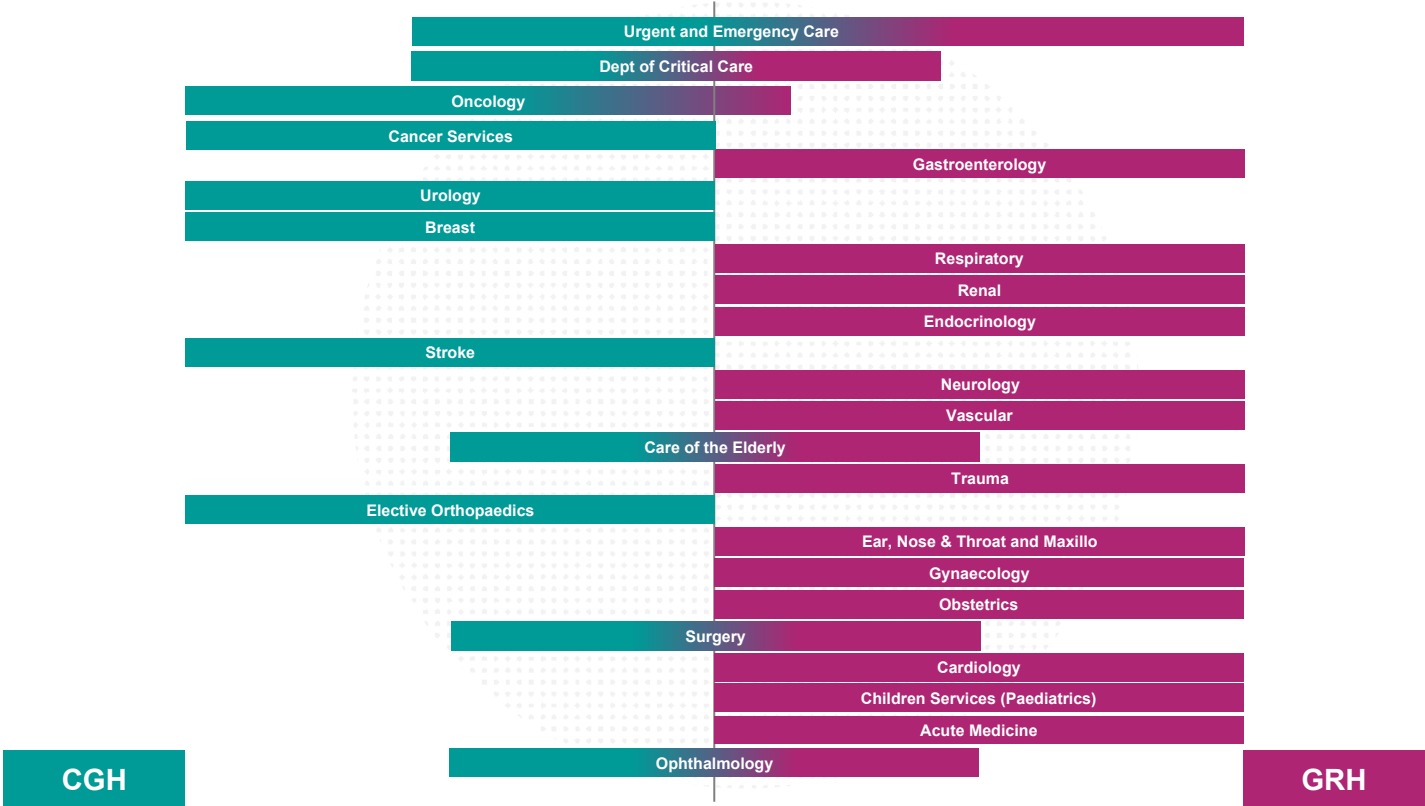 Urgent and Emergency Care
Dept of Critical Care
Oncology
Cancer Services
Gastroenterology
Urology
Breast
Respiratory
Renal
Endocrinology
Stroke
Neurology
Vascular
Care of the Elderly
Trauma
Elective Orthopaedics
Ear, Nose & Throat and Maxillo
Gynaecology
Obstetrics
Surgery
Cardiology
Children Services (Paediatrics)
Acute Medicine
Ophthalmology
CGH
GRH